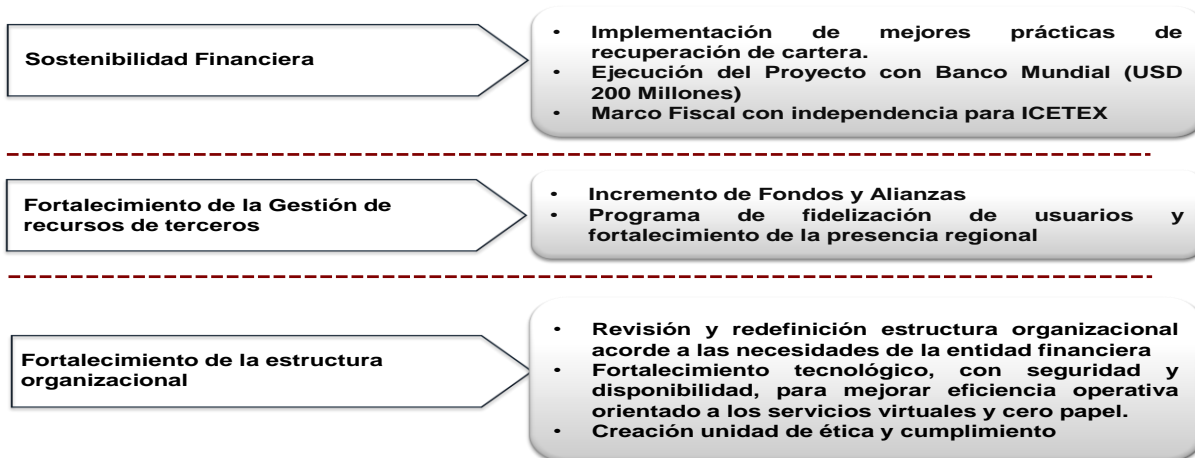 Sostenibilidad Financiera
• Implementación de mejores prácticas de
recuperación de cartera.
• Ejecución del Proyecto con Banco Mundial (USD
200 Millones)
• Marco Fiscal con independencia para ICETEX
Fortalecimiento de la Gestión de
recursos de terceros
• Incremento de Fondos y Alianzas
• Programa de fidelización de usuarios y
fortalecimiento de la presencia regional
Fortalecimiento de la estructura
organizacional
• Revisión y redefinición estructura organizacional
acorde a las necesidades de la entidad financiera
• Fortalecimiento tecnológico, con seguridad y
disponibilidad, para mejorar eficiencia operativa
orientado a los servicios virtuales y cero papel.
• Creación unidad de ética y cumplimiento